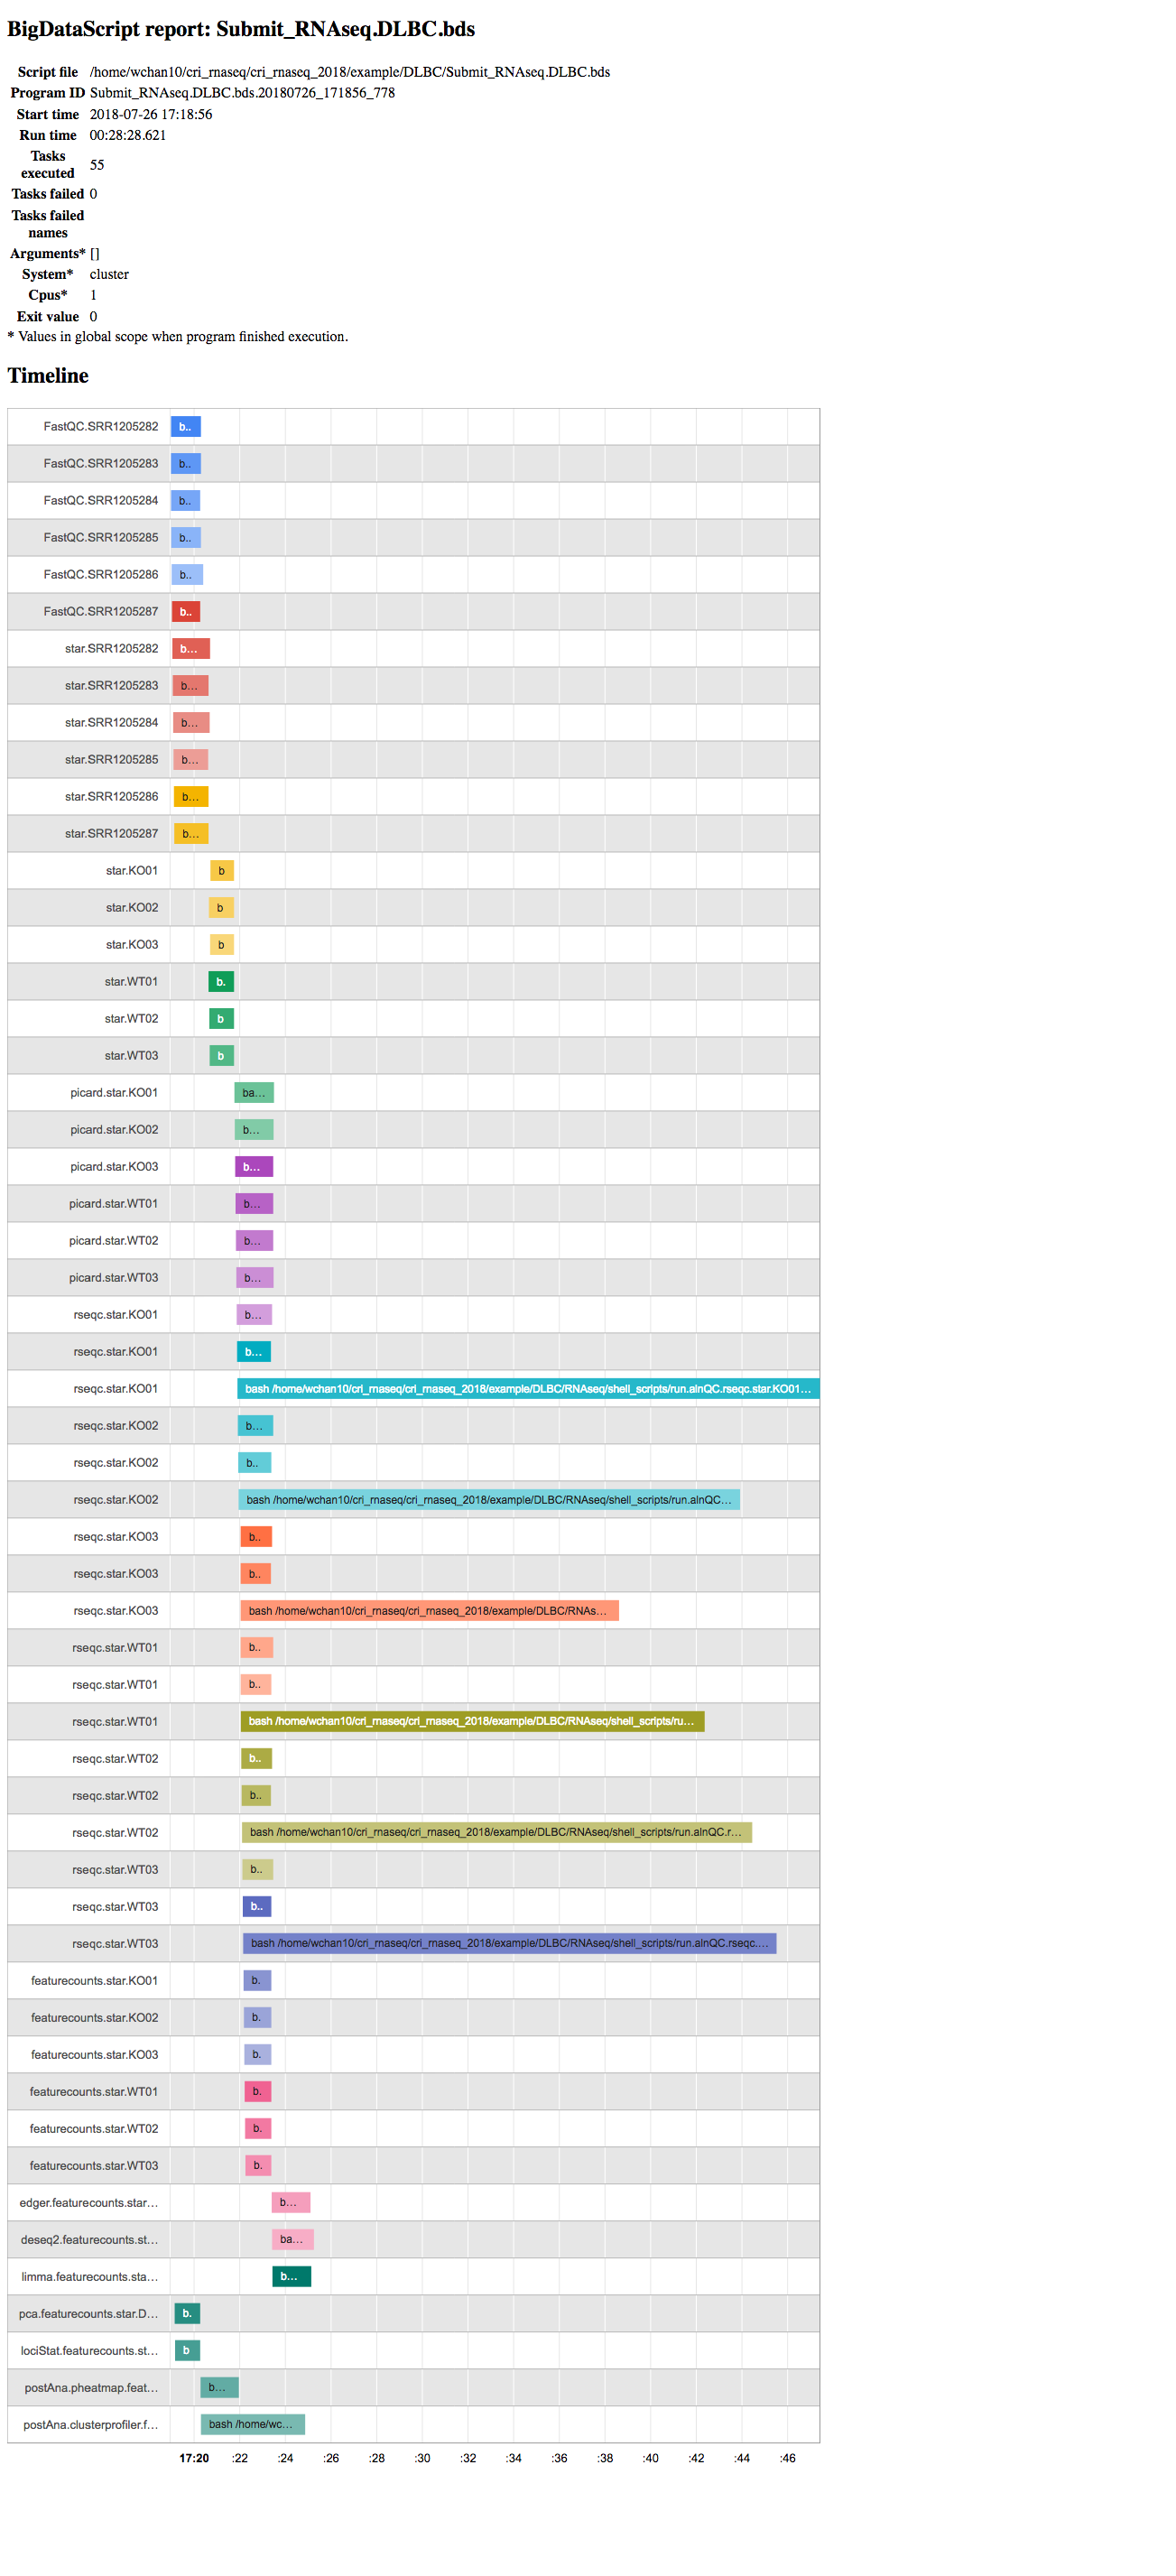 BigDataScript report: Submit_RNAseq.DLBC.bds
Script file /home/wchan10/cri_rnaseq/cri_rnaseq_2018/example/DLBC/Submit_RNAseq.DLBC.bds
Program ID Submit_RNAseq.DLBC.bds.20180726_171856_778
Start time 2018-07-26 17:18:56
Run time 00:28:28.621
Tasks
executed 55
Tasks failed 0
Tasks failed
names
Arguments* []
System* cluster
Cpus* 1
Exit value 0
* Values in global scope when program finished execution.
Timeline
FastQC.SRR1205282 b..
FastQC.SRR1205283 b..
FastQC.SRR1205284 b..
FastQC.SRR1205285 b..
FastQC.SRR1205286 b..
FastQC.SRR1205287 b..
star.SRR1205282 b...
star.SRR1205283 b...
star.SRR1205284 b...
star.SRR1205285 b...
star.SRR1205286 b...
star.SRR1205287 b...
star.KO01 b
star.KO02 b
star.KO03 b
star.WT01 b.
star.WT02 b
star.WT03 b
picard.star.KO01 ba...
picard.star.KO02 b...
picard.star.KO03 b...
picard.star.WT01 b...
picard.star.WT02 b...
picard.star.WT03 b...
rseqc.star.KO01 b...
rseqc.star.KO01 b...
rseqc.star.KO01 bash /home/wchan10/cri_rnaseq/cri_rnaseq_2018/example/DLBC/RNAseq/shell_scripts/run.alnQC.rseqc.star.KO01...
rseqc.star.KO02 b...
rseqc.star.KO02 b..
rseqc.star.KO02 bash /home/wchan10/cri_rnaseq/cri_rnaseq_2018/example/DLBC/RNAseq/shell_scripts/run.alnQC...
rseqc.star.KO03 b..
rseqc.star.KO03 b..
rseqc.star.KO03 bash /home/wchan10/cri_rnaseq/cri_rnaseq_2018/example/DLBC/RNAs...
rseqc.star.WT01 b..
rseqc.star.WT01 b..
rseqc.star.WT01 bash /home/wchan10/cri_rnaseq/cri_rnaseq_2018/example/DLBC/RNAseq/shell_scripts/ru...
rseqc.star.WT02 b..
rseqc.star.WT02 b..
rseqc.star.WT02 bash /home/wchan10/cri_rnaseq/cri_rnaseq_2018/example/DLBC/RNAseq/shell_scripts/run.alnQC.r...
rseqc.star.WT03 b..
rseqc.star.WT03 b..
rseqc.star.WT03 bash /home/wchan10/cri_rnaseq/cri_rnaseq_2018/example/DLBC/RNAseq/shell_scripts/run.alnQC.rseqc....
featurecounts.star.KO01 b.
featurecounts.star.KO02 b.
featurecounts.star.KO03 b.
featurecounts.star.WT01 b.
featurecounts.star.WT02 b.
featurecounts.star.WT03 b.
edger.featurecounts.star... b...
deseq2.featurecounts.st... ba...
limma.featurecounts.sta... b...
pca.featurecounts.star.D... b.
lociStat.featurecounts.st... b
postAna.pheatmap.feat... b...
postAna.clusterprofiler.f... bash /home/wc...
17:20 :22 :24 :26 :28 :30 :32 :34 :36 :38 :40 :42 :44 :46